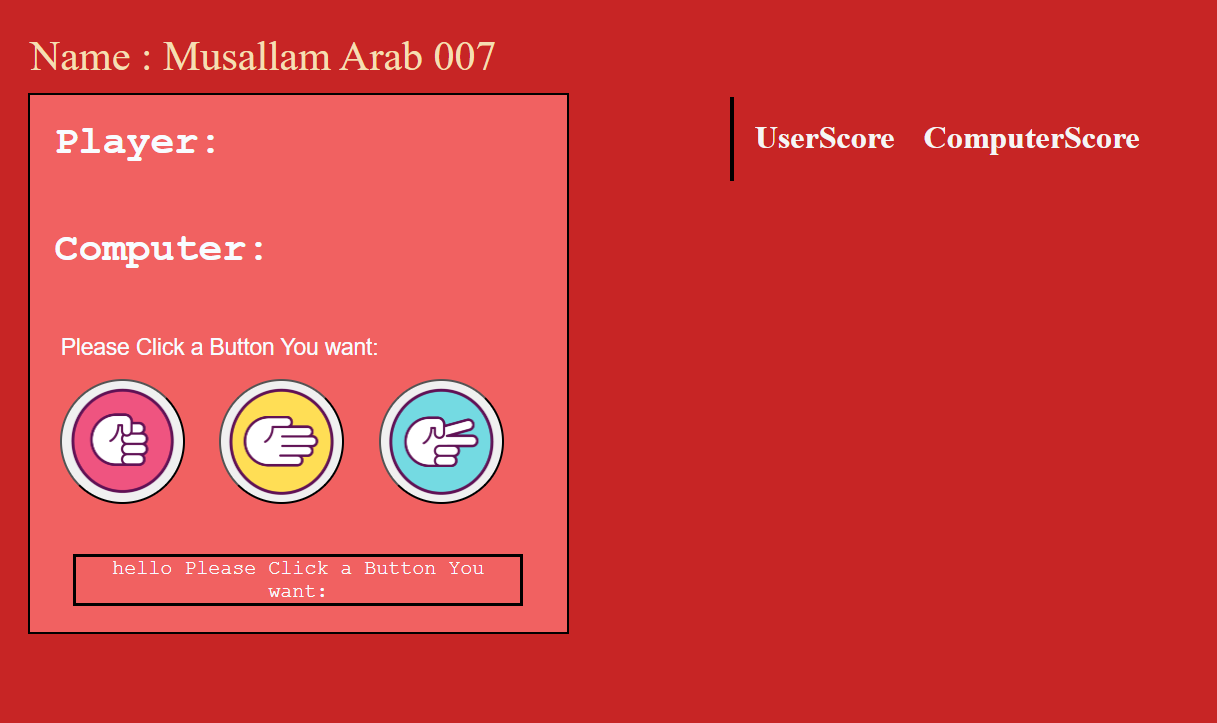 Name : Musallam Arab 007
Player:
Computer:
Please Click a Button You want:
hello Please Click a Button You
want:
UserScore ComputerScore